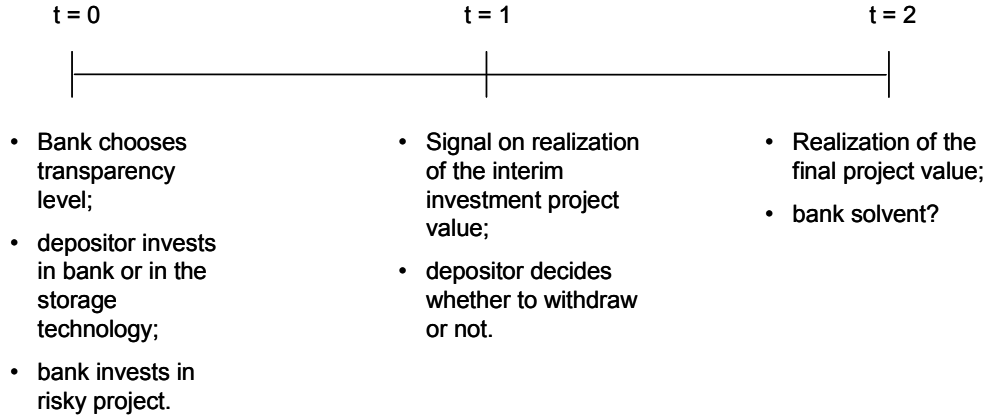 t = 0
t = 1
t = 2
• Bank chooses
transparency
level;
• depositor invests
in bank or in the
storage
technology;
• bank invests in
risky project.
• Signal on realization
of the interim
investment project
value;
• depositor decides
whether to withdraw
or not.
• Realization of the
final project value;
• bank solvent?